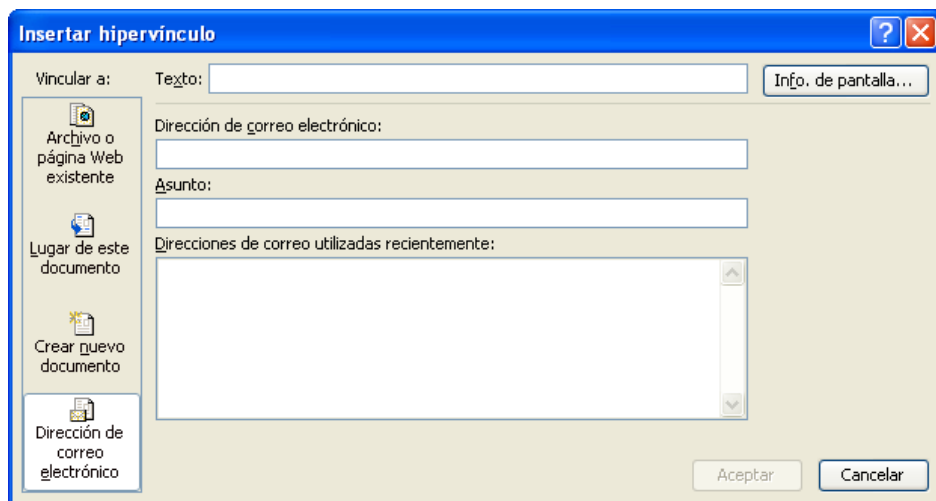 Insertar hipervínculo
Vincular a:
Texto:
Info. de pantalla...
Archivo o
página Web
existente
Lugar de este
documento
Crear nuevo
documento
Dirección de
correo
electrónico
Dirección de correo electrónico:
Asunto:
Direcciones de correo utilizadas recientemente:
Aceptar
Cancelar